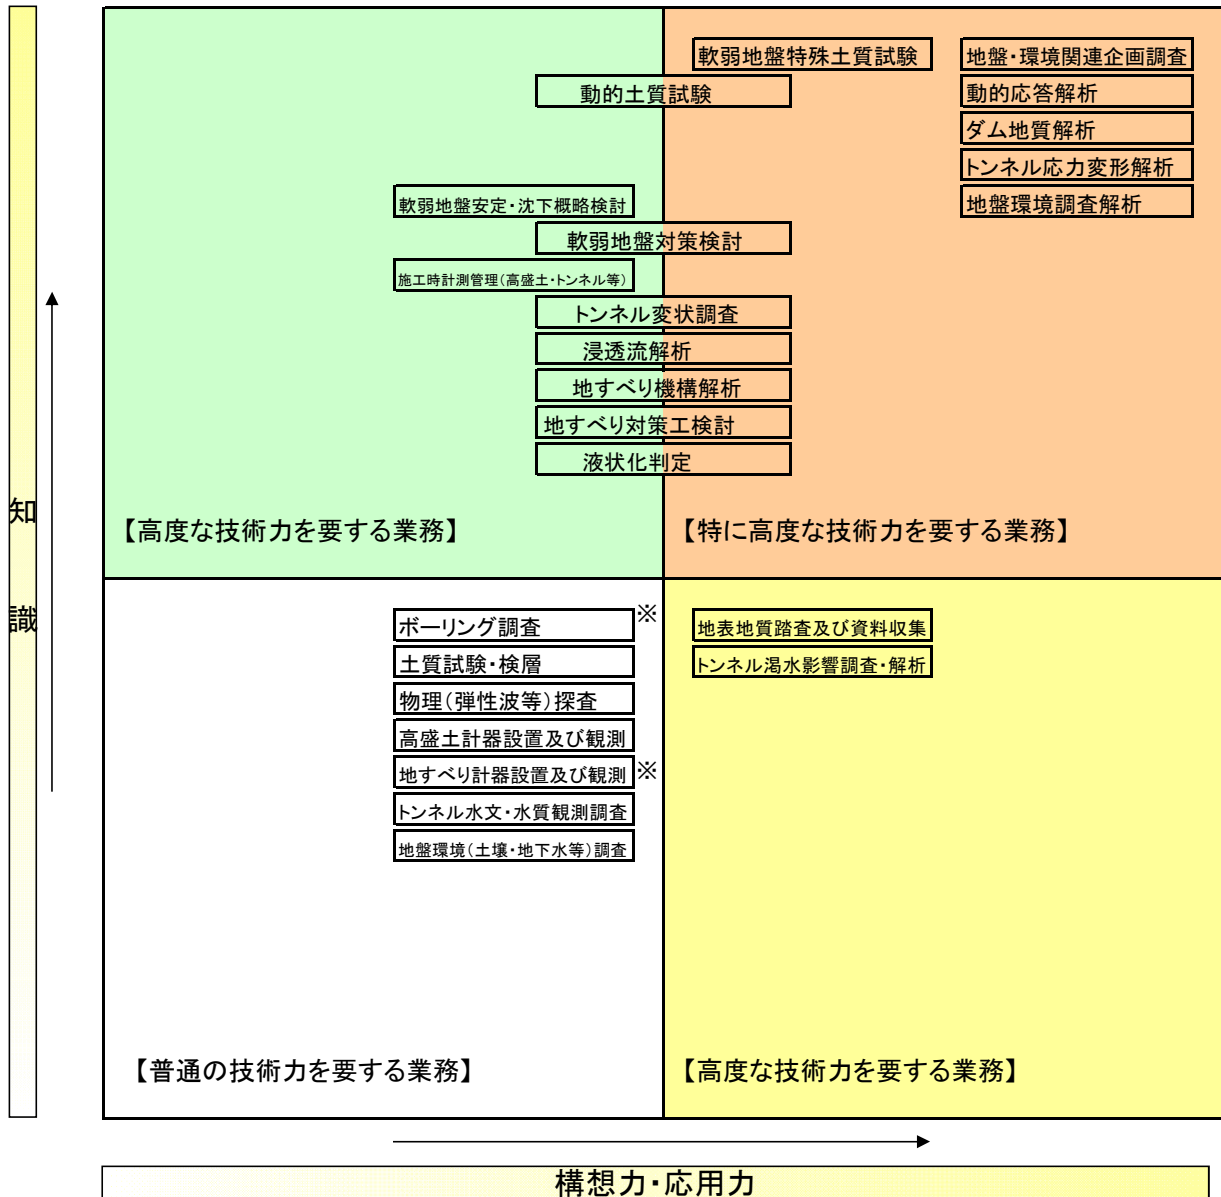 軟弱地盤特殊土質試験
地盤・環境関連企画調査
動的土質試験
動的応答解析
ダム地質解析
トンネル応力変形解析
軟弱地盤安定・沈下概略検討
地盤環境調査解析
軟弱地盤対策検討
施工時計測管理(高盛土・トンネル等)
トンネル変状調査
浸透流解析
地すべり機構解析
地すべり対策工検討
液状化判定
【高度な技術力を要する業務】
【特に高度な技術力を要する業務】
知
識
ボーリング調査※
土質試験・検層
物理(弾性波等)探査
高盛土計器設置及び観測
地すべり計器設置及び観測※
トンネル水文・水質観測調査
地盤環境(土壌・地下水等)調査
地表地質踏査及び資料収集
トンネル渇水影響調査・解析
【普通の技術力を要する業務】
【高度な技術力を要する業務】
構想力・応用力